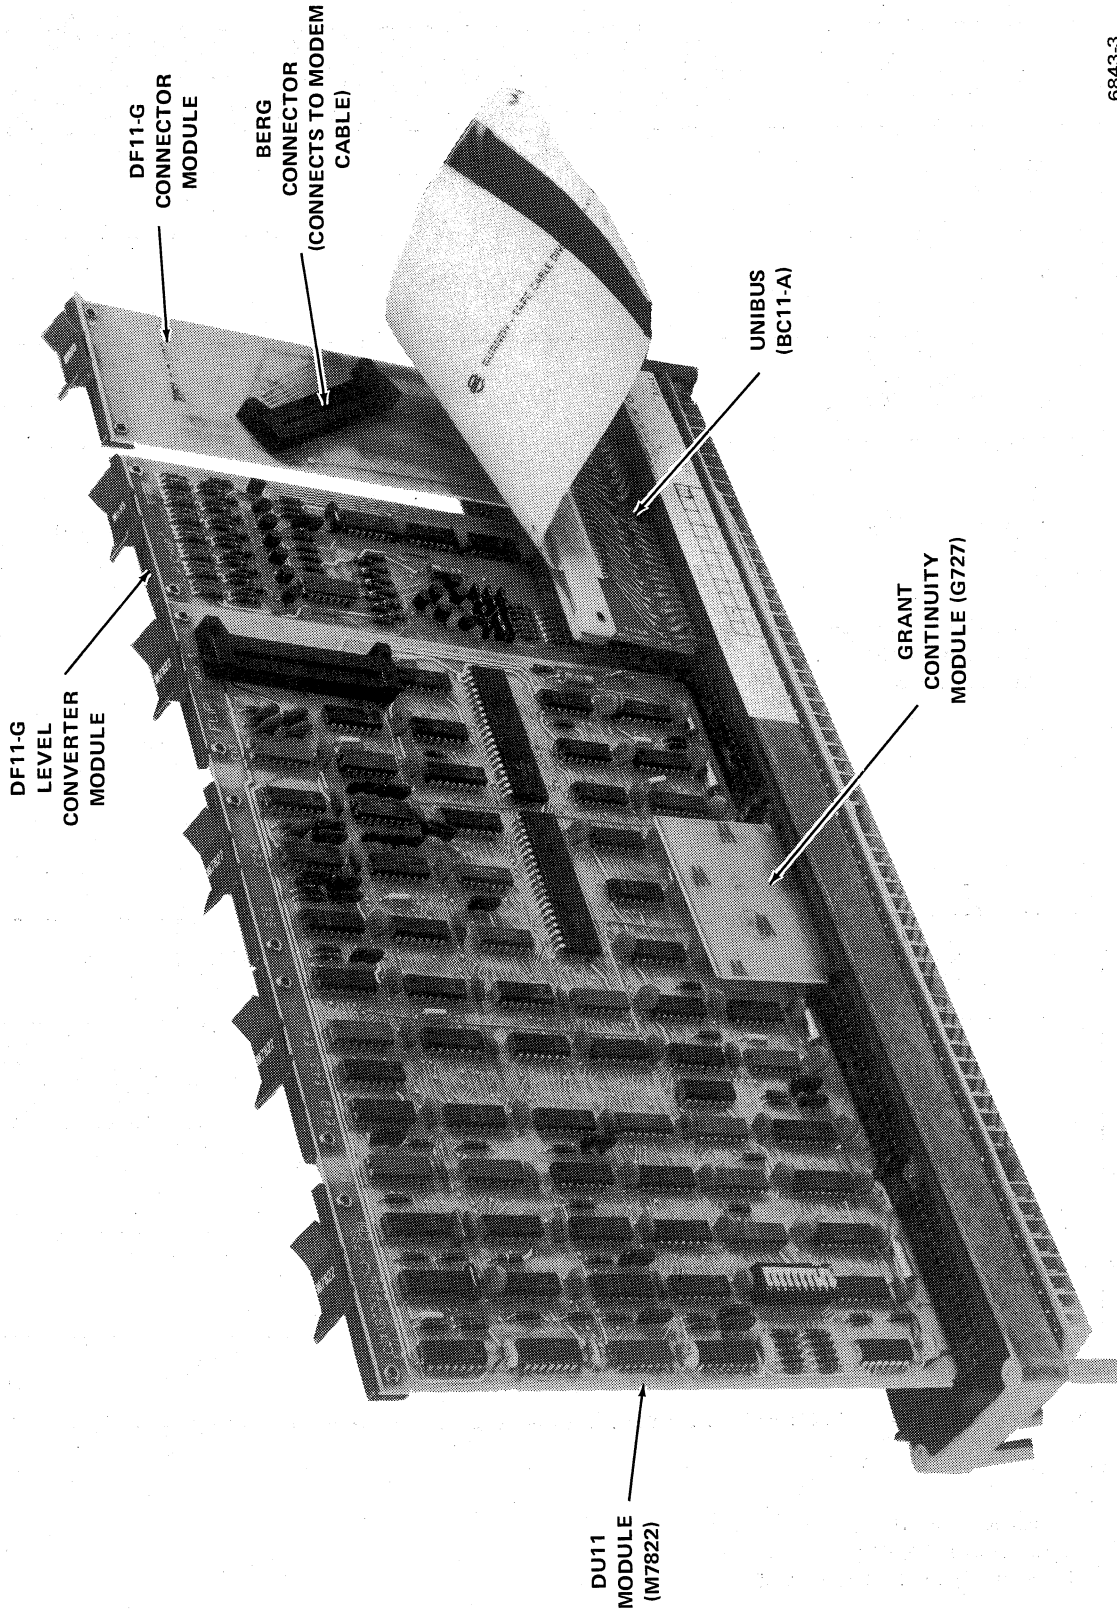 DF11-G
CONNECTOR
MODULE
BERG
CONNECTOR
(CONNECTS TO MODEM
CABLE)
DF11-G
LEVEL
CONVERTER
MODULE
UNIBUS
(BC11-A)
GRANT
CONTINUITY
MODULE (G727)
DU11
MODULE
(M7822)
6843-3